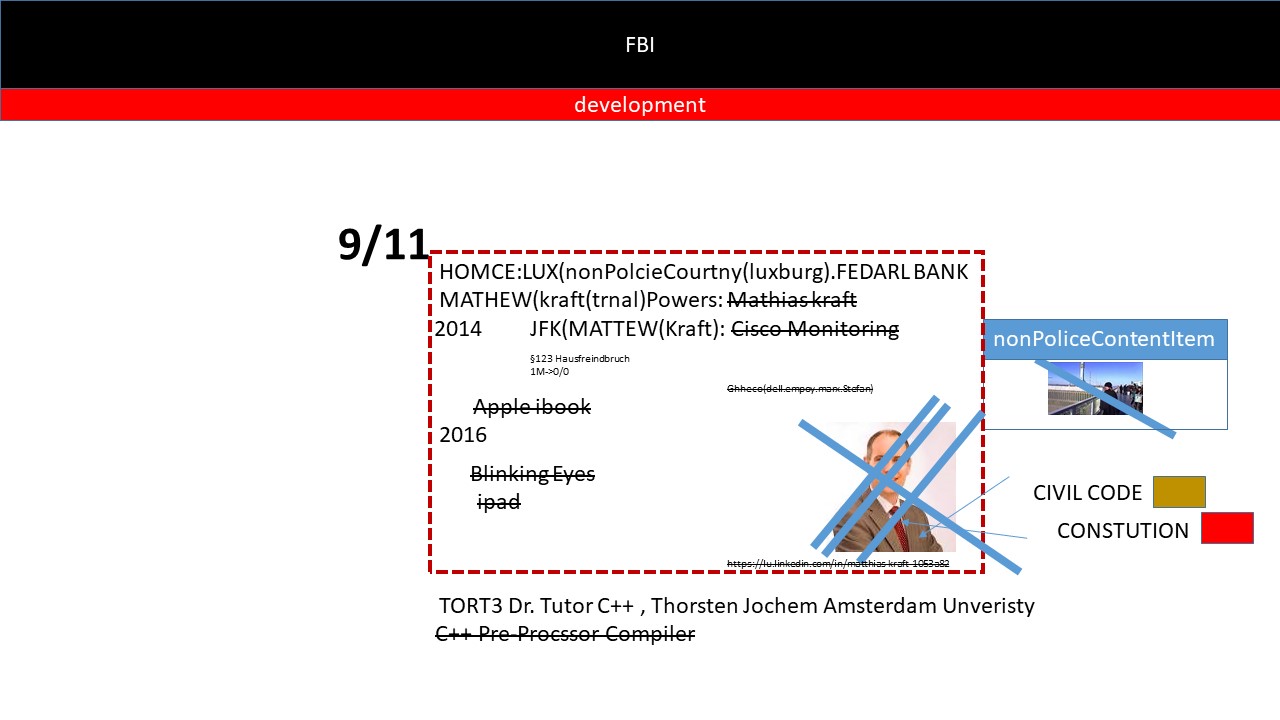 FBI
development
9/11
HOMCE:LUX(nonPolcieCourtny(luxburg).FEDARL BANK
MATHEW(kraft(trnal)Powers: Mathias kraft
2014 JFK(MATTEW(Kraft): Cisco Monitoring
nonPoliceContentItem
§123 Hausfreindbruch
1M->0/0
Ghheco(dell.empoy.marx.Stefan)
Apple ibook
2016
Blinking Eyes
ipad
CIVIL CODE
CONSTUTION
https://lu.linkedin.com/in/matthias-kraft-1053a82
TORT3 Dr. Tutor C++ , Thorsten Jochem Amsterdam Unveristy
C++ Pre-Procssor Compiler